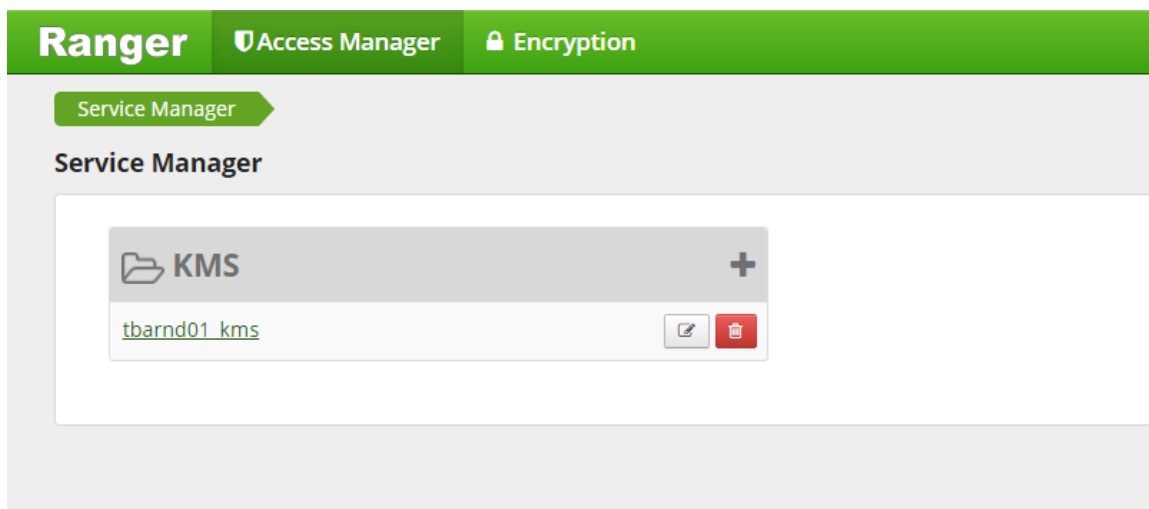 Ranger Access Manager Encryption
Service Manager
Service Manager
KMS
tbarnd01_kms